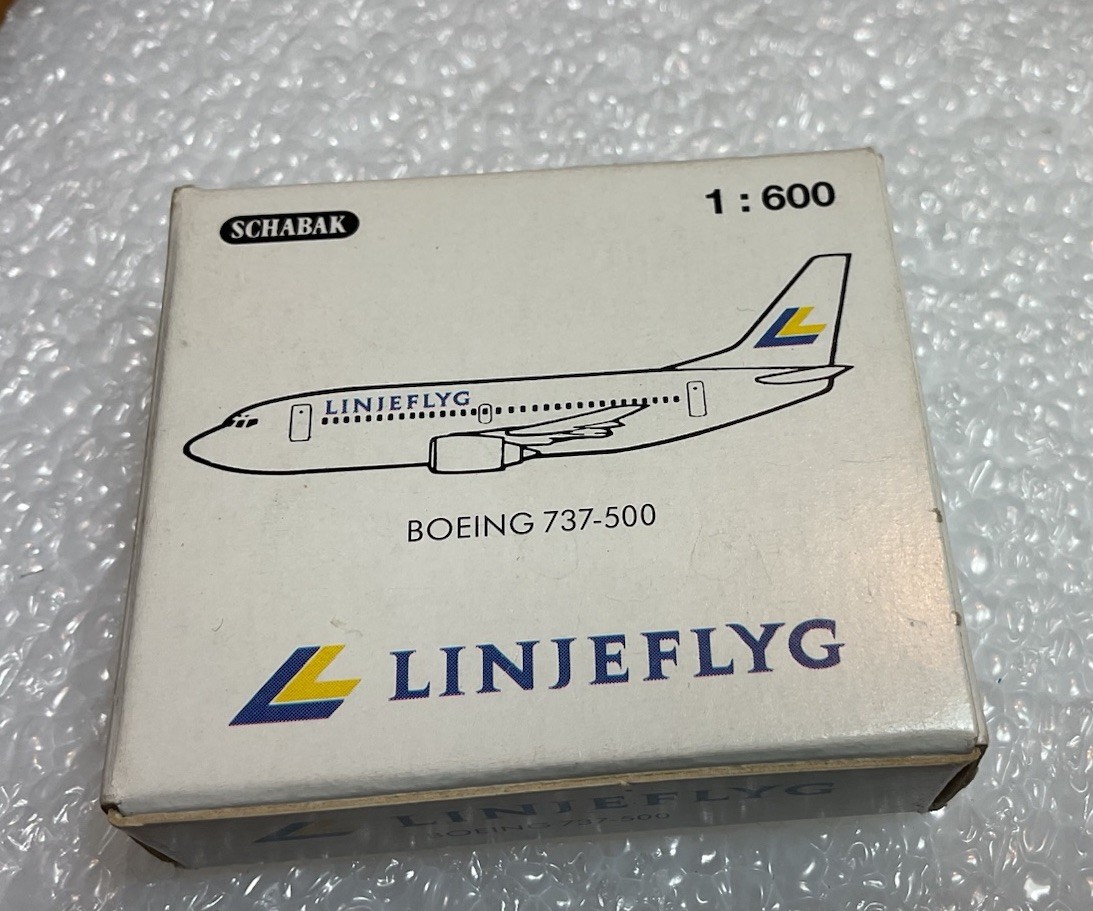 SCHABAK
1 : 600
LINJEFLYG
BOEING 737-500
LINJEFLYG
LINJEFLYG
BOEING 737-500